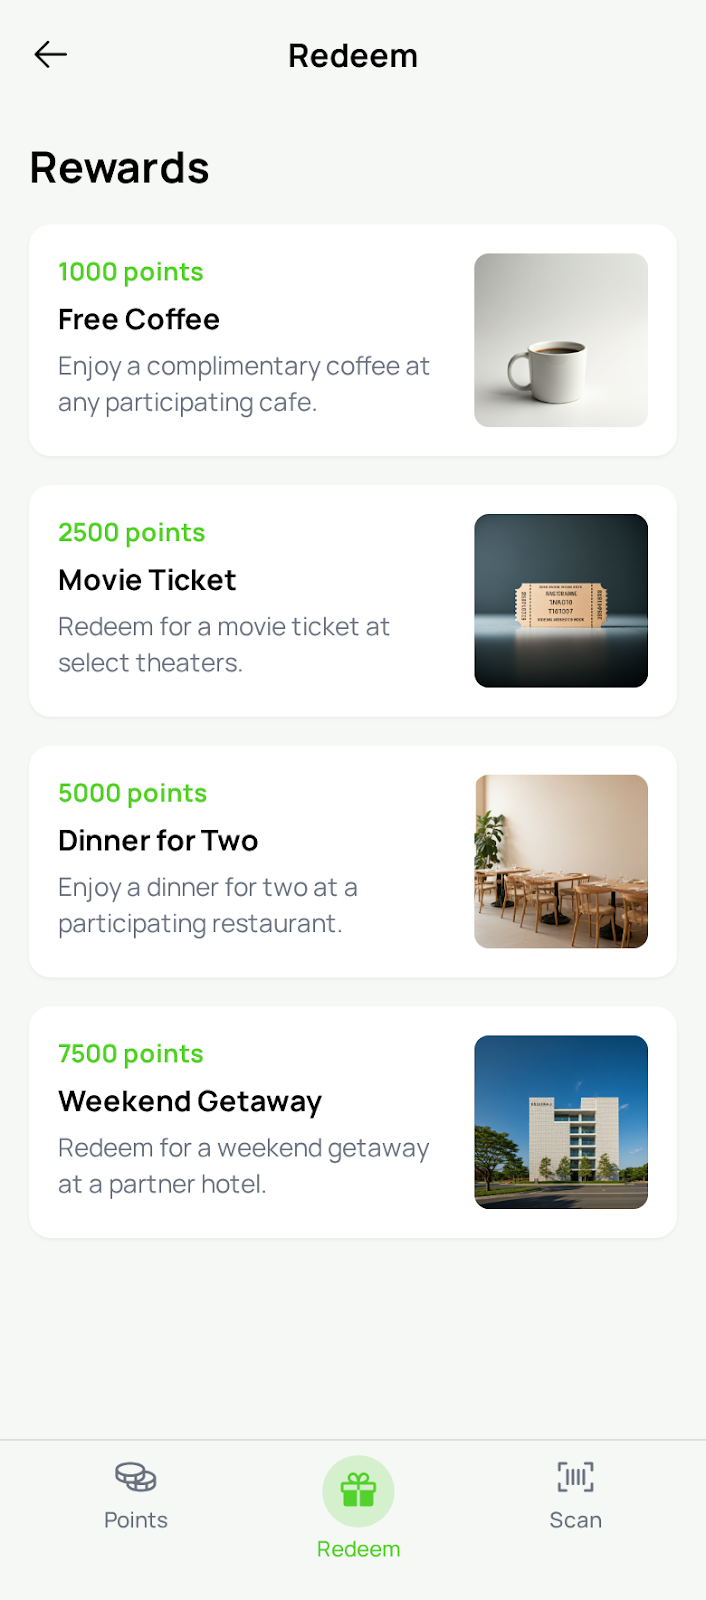 Redeem
Rewards
1000 points
Free Coffee
Enjoy a complimentary coffee at
any participating cafe.
2500 points
Movie Ticket
Redeem for a movie ticket at
select theaters.
5000 points
Dinner for Two
Enjoy a dinner for two at a
participating restaurant.
7500 points
Weekend Getaway
Redeem for a weekend getaway
at a partner hotel.
Points
Redeem
Scan